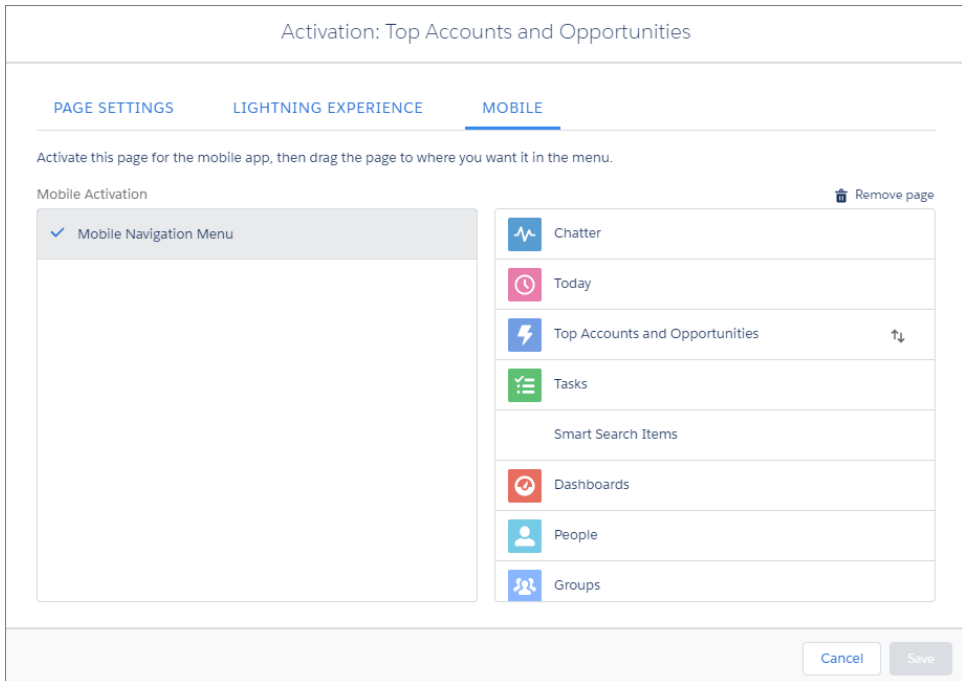 Activation: Top Accounts and Opportunities
PAGE SETTINGS LIGHTNING EXPERIENCE MOBILE
Activate this page for the mobile app, then drag the page to where you want it in the menu.
Mobile Activation
Remove page
Mobile Navigation Menu
Chatter
Today
Top Accounts and Opportunities
Tasks
Smart Search Items
Dashboards
People
Groups
Cancel Save